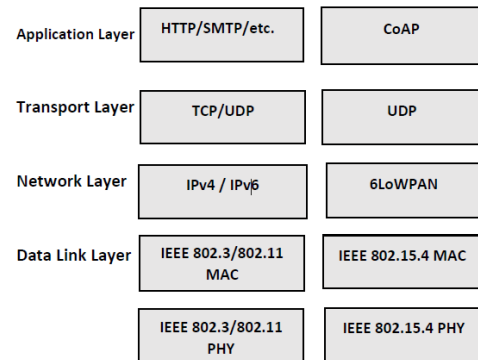 Application Layer
HTTP/SMTP/etc.
CoAP
Transport Layer
TCP/UDP
UDP
Network Layer
IPv4 / IPv6
6LoWPAN
Data Link Layer
IEEE 802.3/802.11
MAC
IEEE 802.15.4 MAC
IEEE 802.3/802.11
PHY
IEEE 802.15.4 PHY